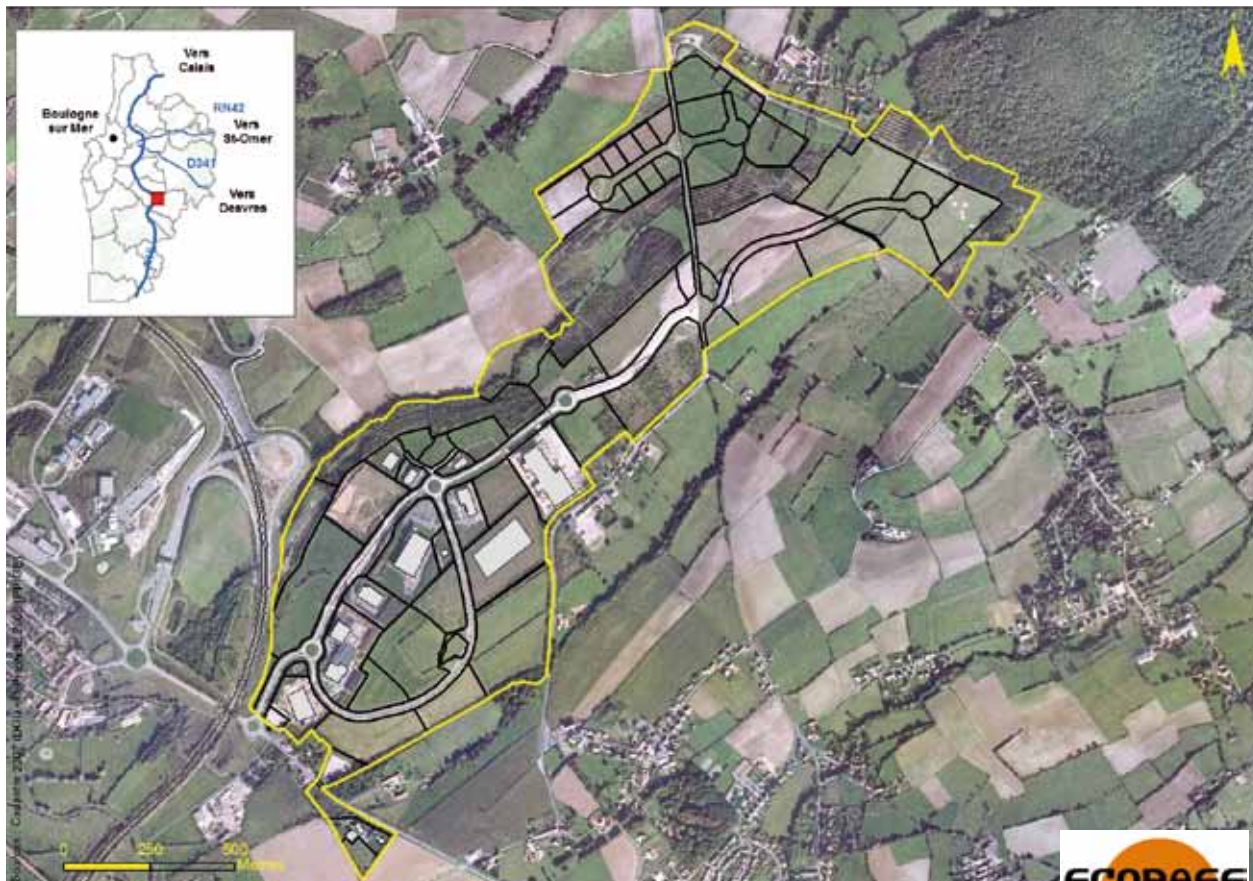 Vers
Calais
Boulogne
sur Mer
RN42
Vers
St-Omer
D341
Vers
Desvres
0 250 500
Mètres